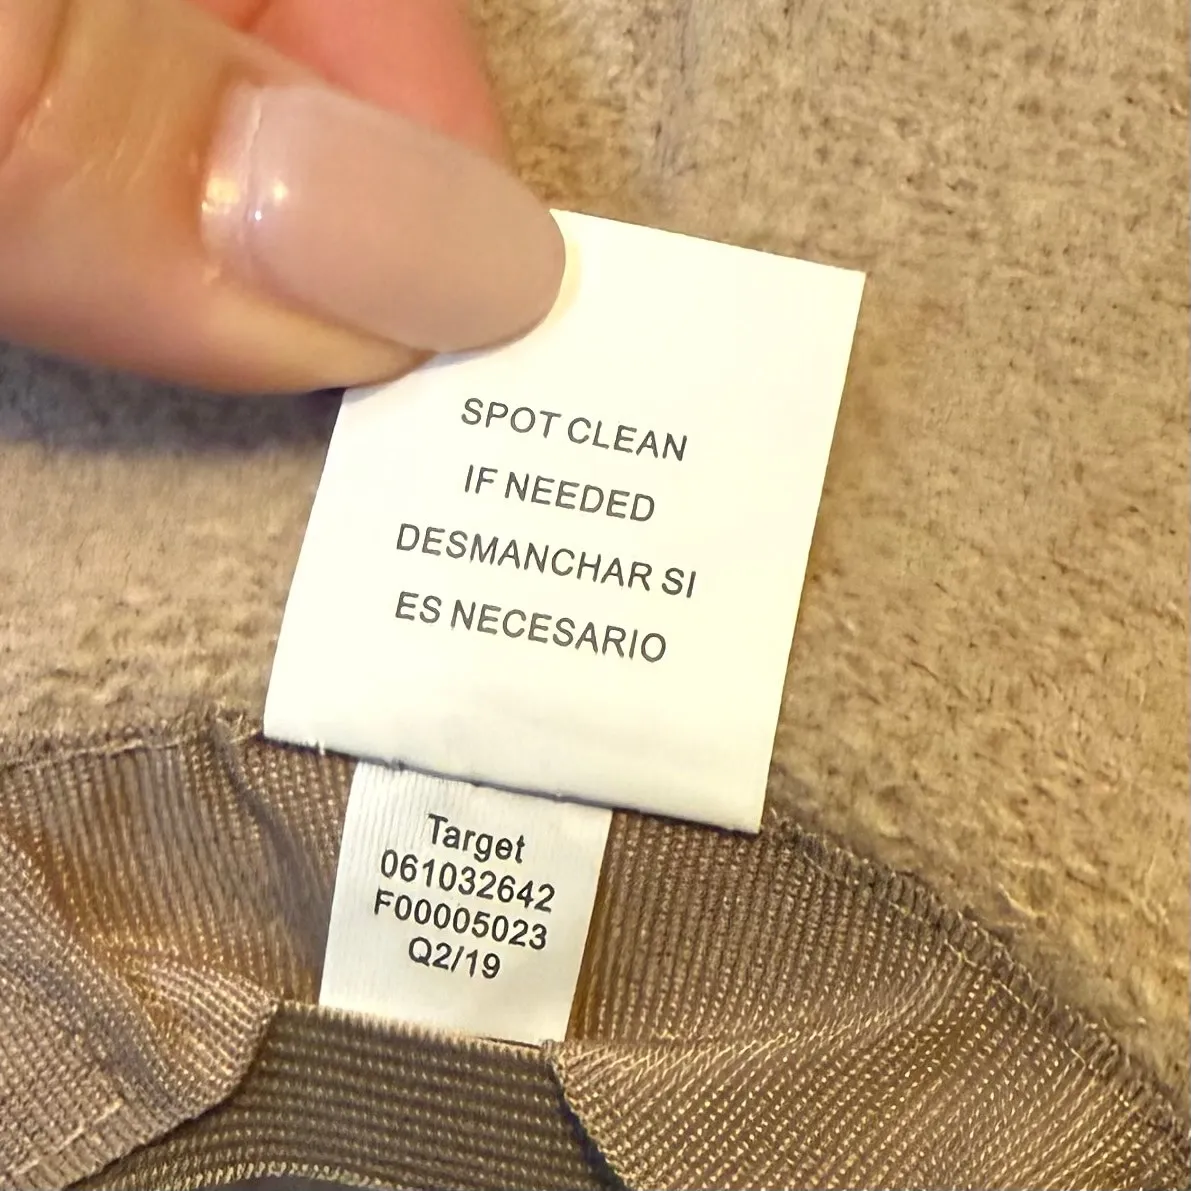 SPOT CLEAN
IF NEEDED
DESMANCHAR SI
ES NECESARIO
Target
061032642
F00005023
Q2/19